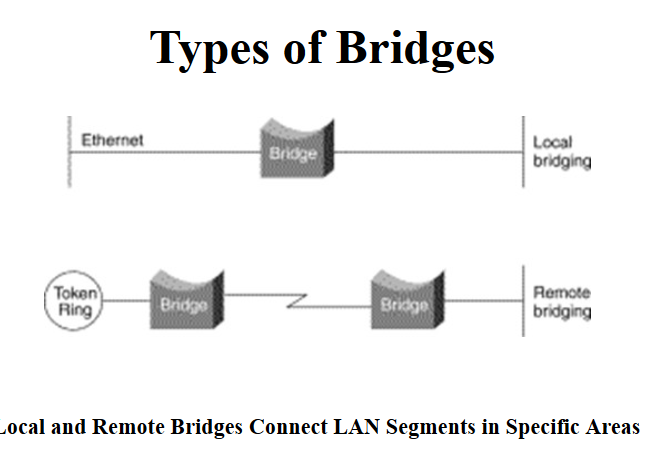 Types of Bridges
Ethernet
Bridge
Local
bridging
Token
Ring
Bridge
Bridge
Remote
bridging
Local and Remote Bridges Connect LAN Segments in Specific Areas